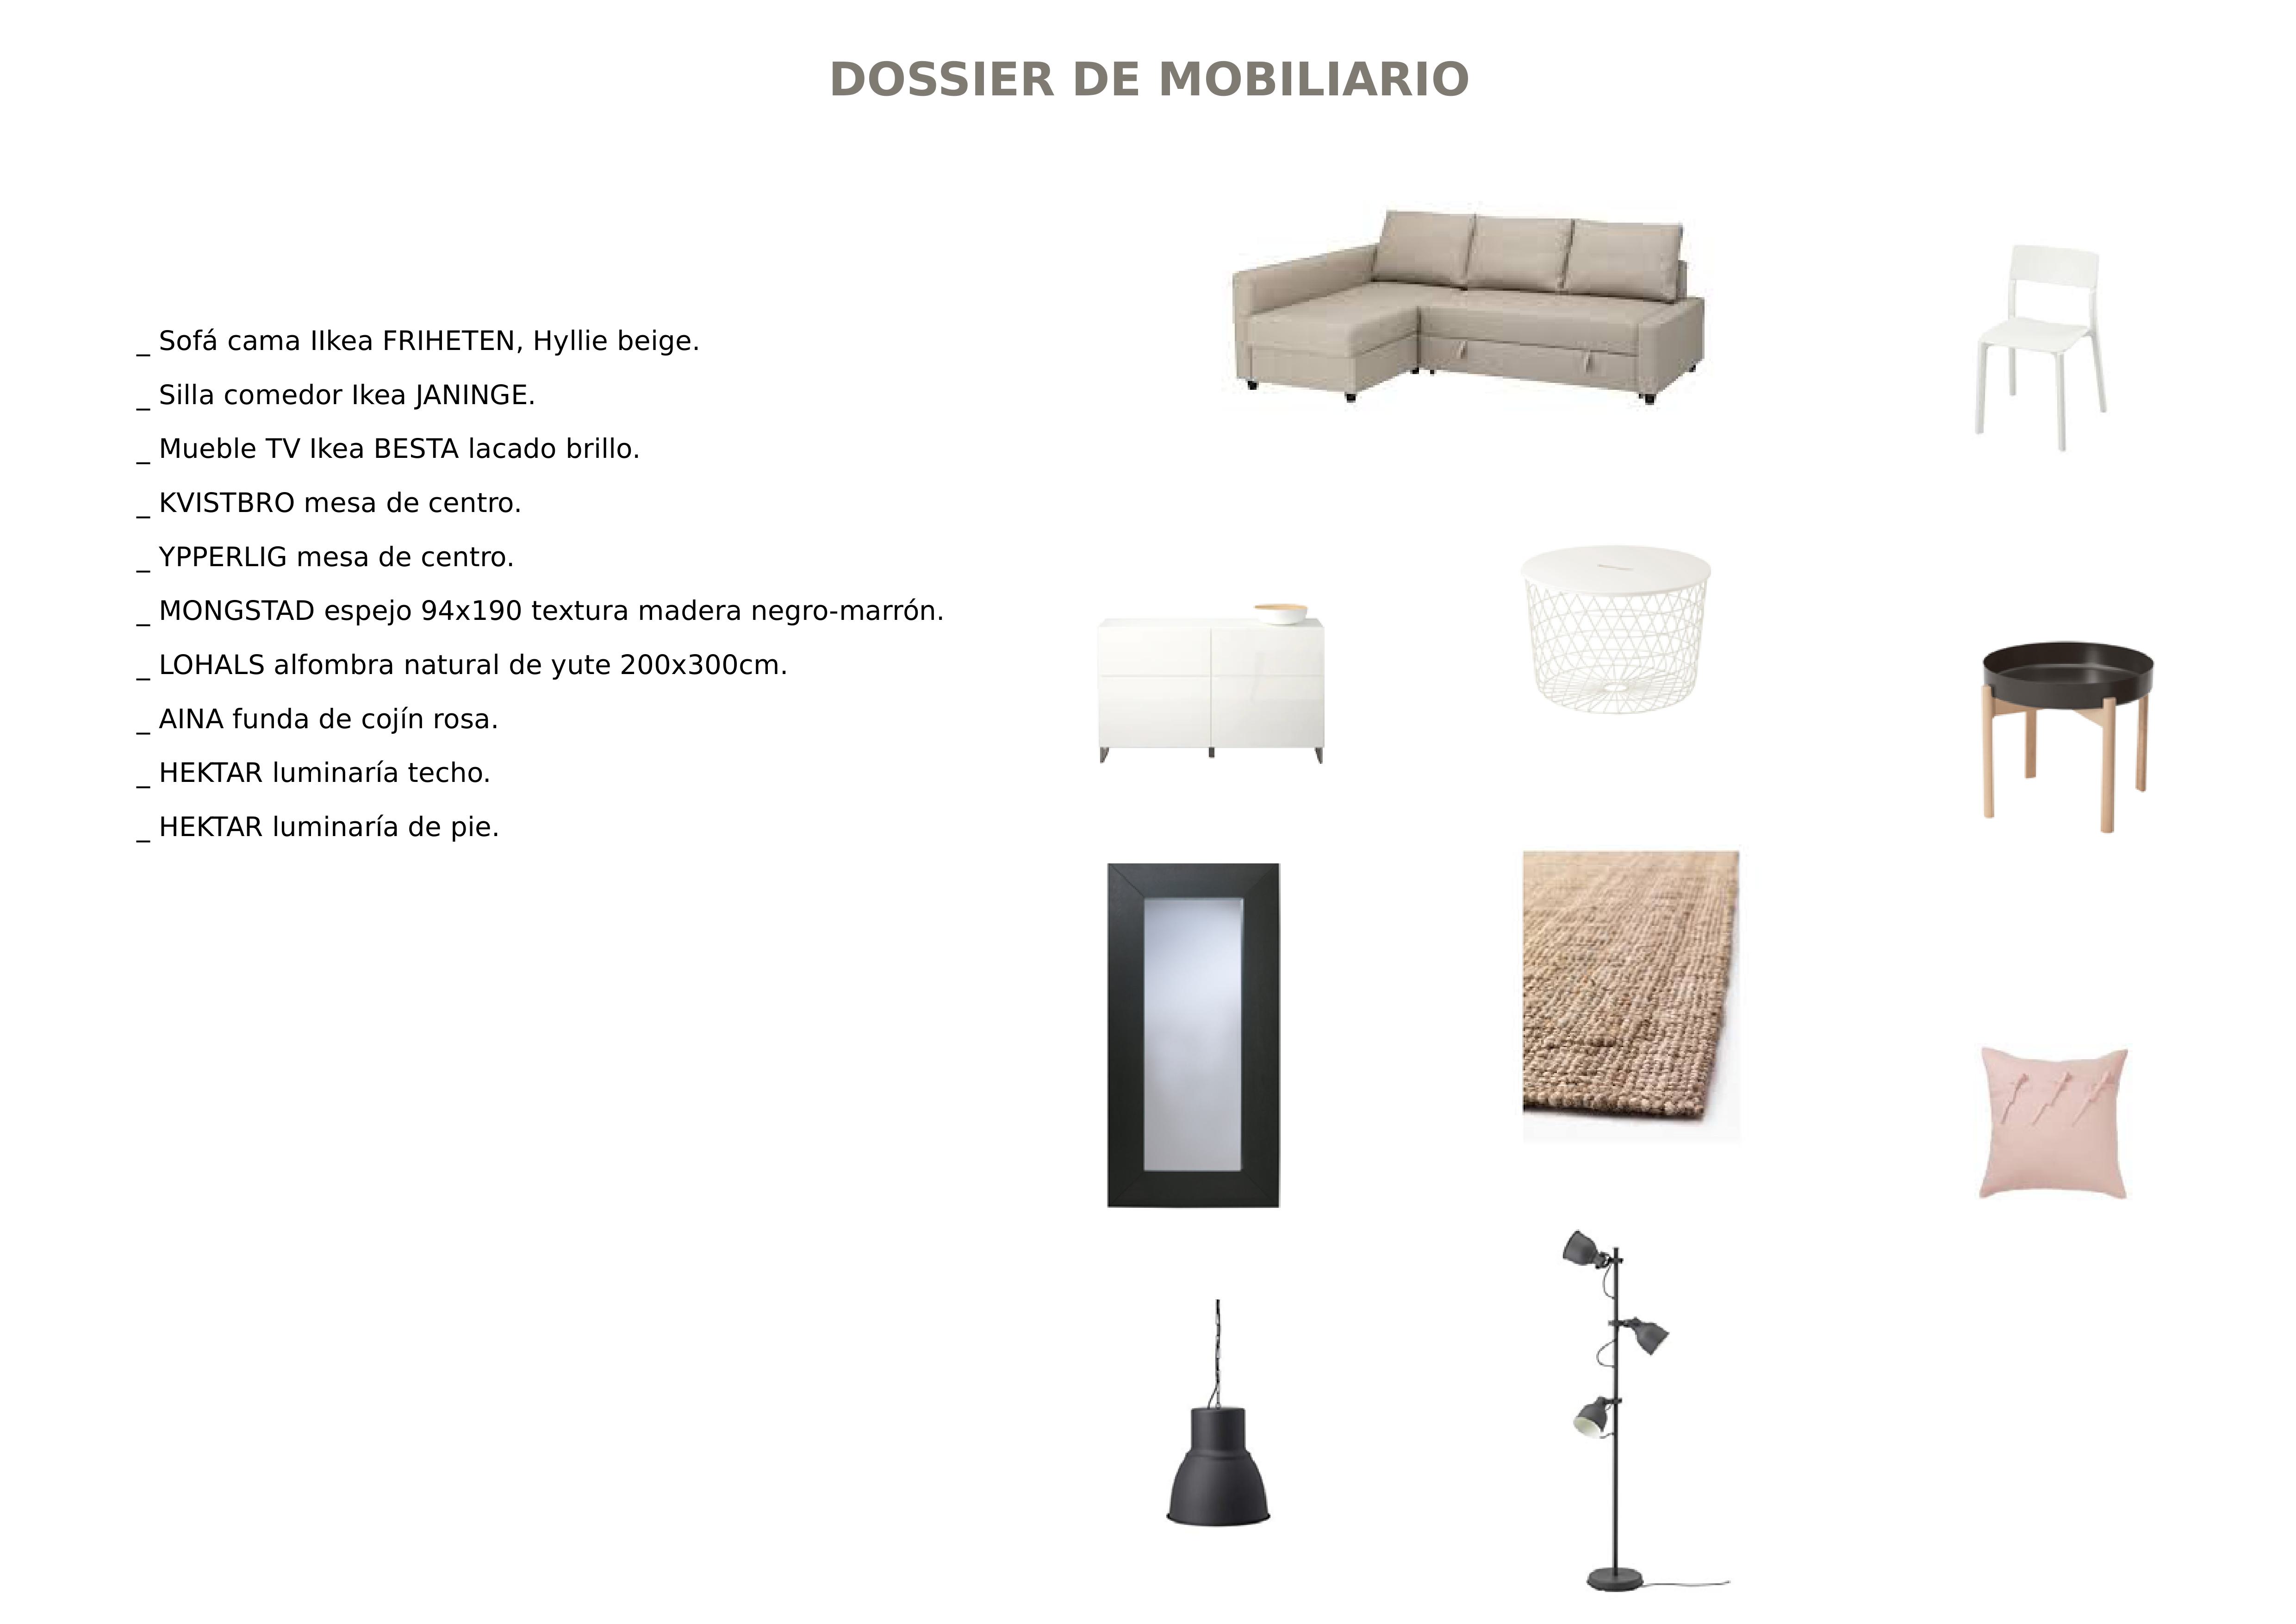 DOSSIER DE MOBILIARIO
_ Sofá cama IIkea FRIHETEN, Hyllie beige.
_ Silla comedor Ikea JANINGE.
_ Mueble TV Ikea BESTA lacado brillo.
_ KVISTBRO mesa de centro.
_ YPPERLIG mesa de centro.
_ MONGSTAD espejo 94x190 textura madera negro-marrón.
_ LOHALS alfombra natural de yute 200x300cm.
_ AINA funda de cojín rosa.
_ HEKTAR luminaría techo.
_ HEKTAR luminaría de pie.